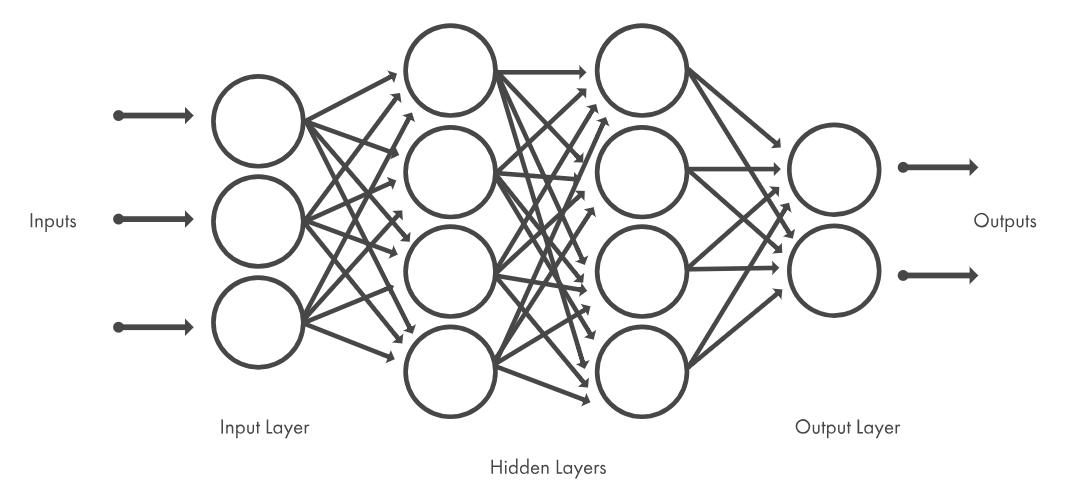 Inputs
Outputs
Input Layer
Output Layer
Hidden Layers